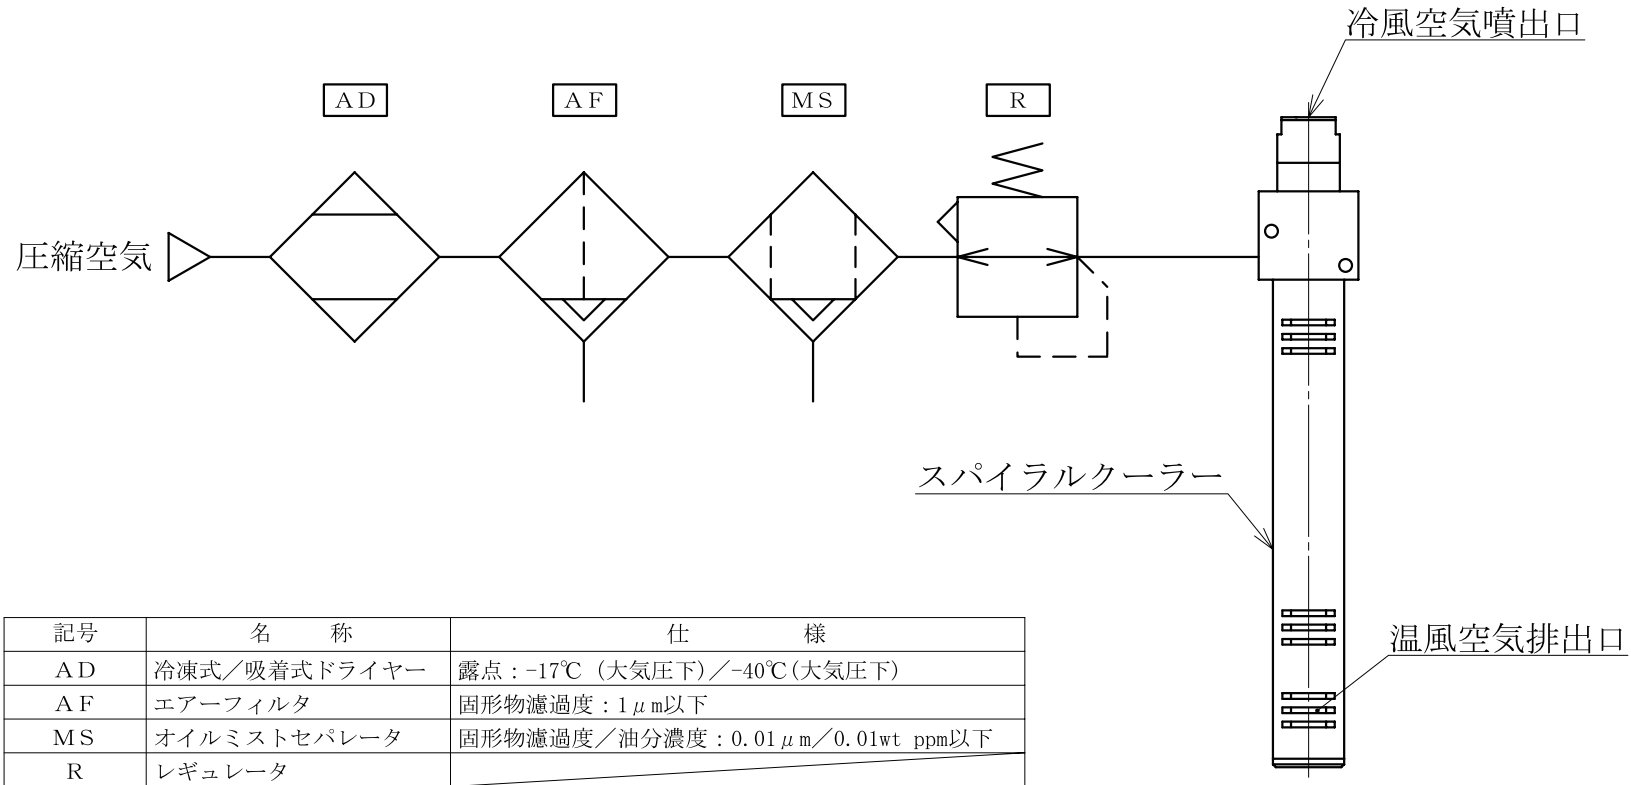 冷風空気噴出口
AD
AF
MS
R
圧縮空気
スパイラルクーラー
温風空気排出口
記号 名 称 仕 様
AD 冷凍式/吸着式ドライヤー 露点:-17℃ (大気圧下)/-40℃(大気圧下)
AF エアーフィルタ 固形物濾過度:1μm以下
MS オイルミストセパレータ 固形物濾過度/油分濃度:0.01μm/0.01wt ppm以下
R レギュレータ